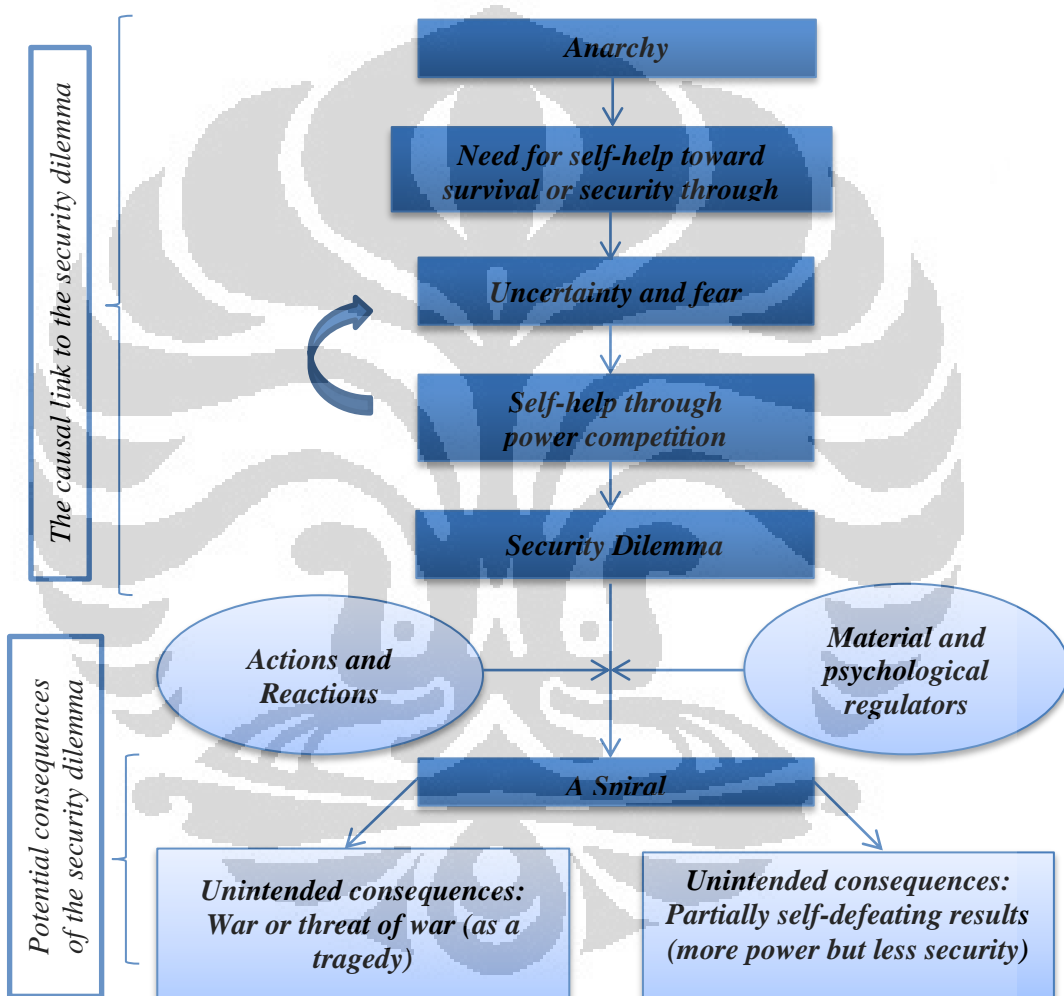 The causal link to the security dilemma
Anarchy
Need for self-help toward
survival or security through
Uncertainty and fear
Self-help through
power competition
Security Dilemma
Actions and
Reactions
Material and
psychological
regulators
Potential consequences
of the security dilemma
A Spiral
Unintended consequences:
War or threat of war (as a
tragedy)
Unintended consequences:
Partially self-defeating results
(more power but less security)